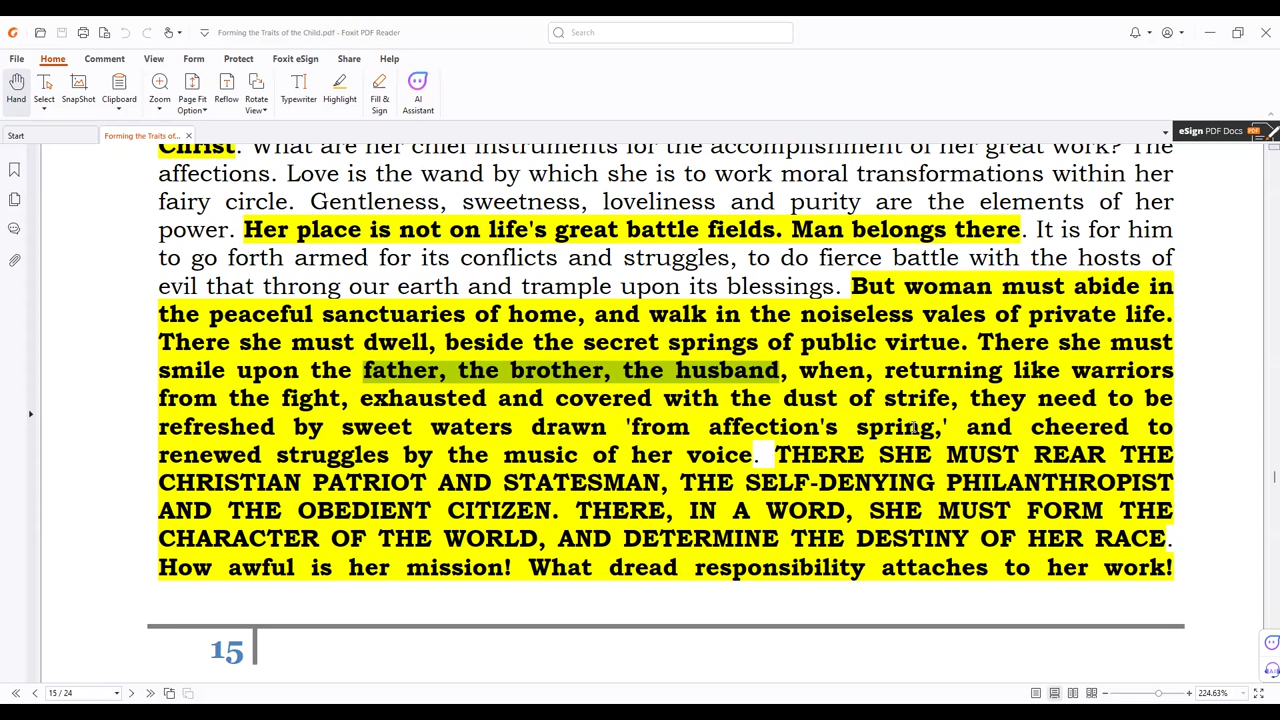 Forming the Traits of the Child.pdf - Foxit PDF Reader
Search
File Home Comment View Form Protect Foxit eSign Share Help
Hand Select SnapShot Clipboard Zoom Page Fit Option Reflow Rotate View Typewriter Highlight Fill & Sign AI Assistant
Start Forming the Traits of...
eSign PDF Docs
Christ. What are her chief instruments for the accomplishment of her great work? The
affections. Love is the wand by which she is to work moral transformations within her
fairy circle. Gentleness, sweetness, loveliness and purity are the elements of her
power. Her place is not on life's great battle fields. Man belongs there. It is for him
to go forth armed for its conflicts and struggles, to do fierce battle with the hosts of
evil that throng our earth and trample upon its blessings. But woman must abide in
the peaceful sanctuaries of home, and walk in the noiseless vales of private life.
There she must dwell, beside the secret springs of public virtue. There she must
smile upon the father, the brother, the husband, when, returning like warriors
from the fight, exhausted and covered with the dust of strife, they need to be
refreshed by sweet waters drawn 'from affection's spring,' and cheered to
renewed struggles by the music of her voice. THERE SHE MUST REAR THE
CHRISTIAN PATRIOT AND STATESMAN, THE SELF-DENYING PHILANTHROPIST
AND THE OBEDIENT CITIZEN. THERE, IN A WORD, SHE MUST FORM THE
CHARACTER OF THE WORLD, AND DETERMINE THE DESTINY OF HER RACE.
How awful is her mission! What dread responsibility attaches to her work!
15
15 / 24
224.63%